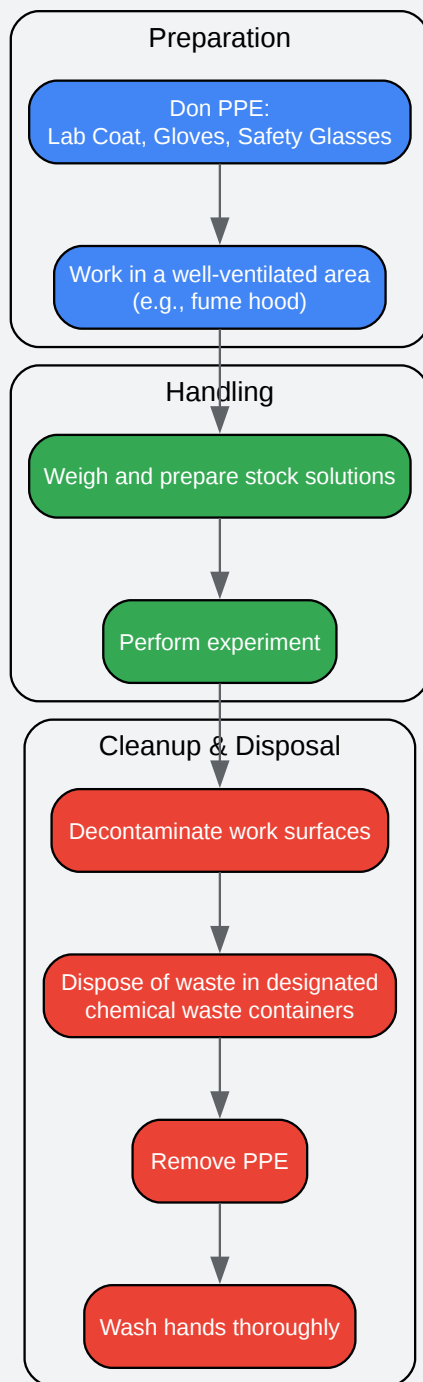 Preparation
Don PPE:
Lab Coat, Gloves, Safety Glasses
Work in a well-ventilated area
(e.g., fume hood)
Handling
Weigh and prepare stock solutions
Perform experiment
Cleanup & Disposal
Decontaminate work surfaces
Dispose of waste in designated
chemical waste containers
Remove PPE
Wash hands thoroughly